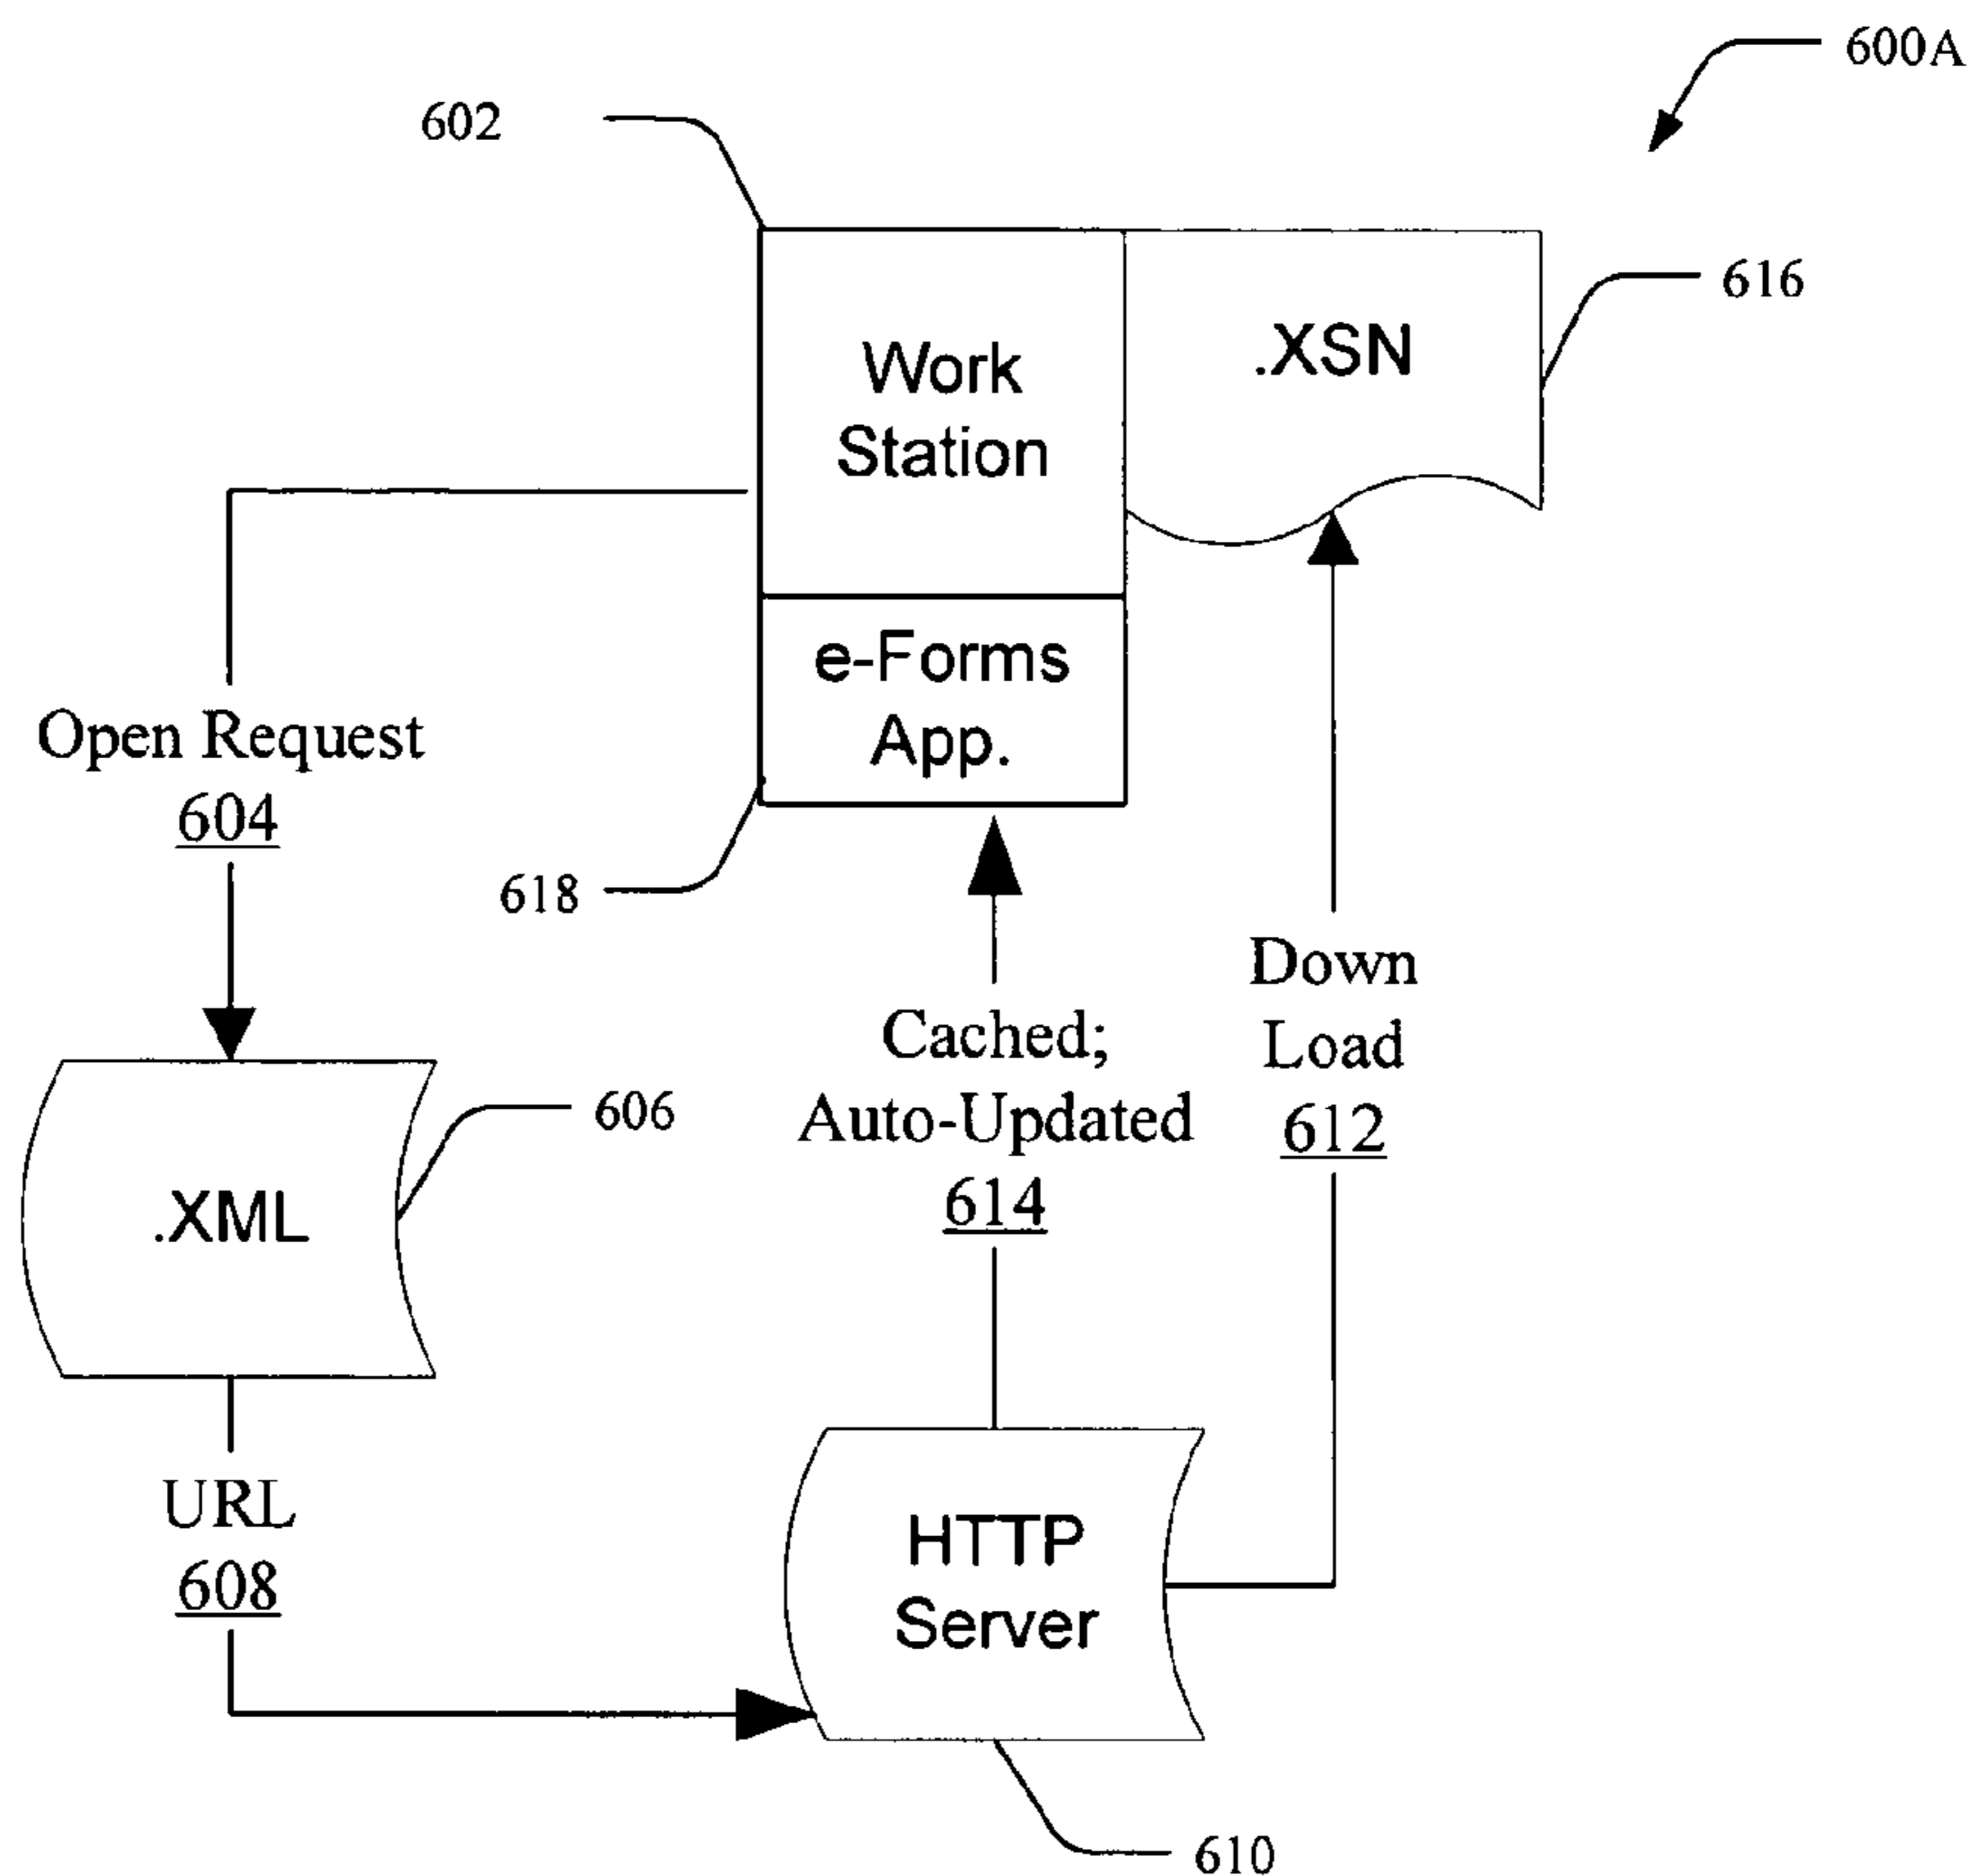 600A
602
616
Work
Station
.XSN
e-Forms
App.
Open Request
604
618
Down
Load
612
Cached;
Auto-Updated
614
606
.XML
URL
608
HTTP
Server
610